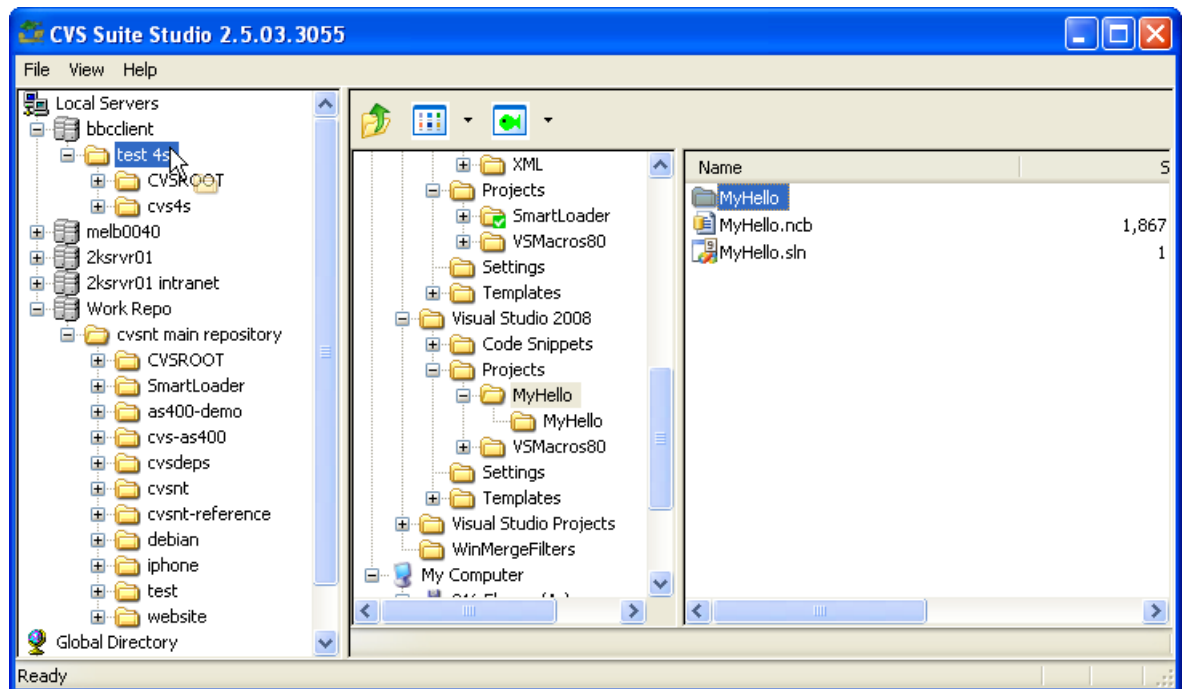 CVS Suite Studio 2.5.03.3055
File View Help
Local Servers
bbcclient
test 4s
CVSROOT
cvs4s
melb0040
2ksrvr01
2ksrvr01 intranet
Work Repo
cvsnt main repository
CVSROOT
SmartLoader
as400-demo
cvs-as400
cvsdeps
cvsnt
cvsnt-reference
debian
iphone
test
website
Global Directory
XML
Projects
SmartLoader
VSMacros80
Settings
Templates
Visual Studio 2008
Code Snippets
Projects
MyHello
MyHello
VSMacros80
Settings
Templates
Visual Studio Projects
WinMergeFilters
My Computer
Name S
MyHello
MyHello.ncb 1,867
MyHello.sln 1
Ready